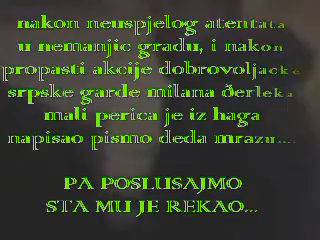 nakon neuspjelog atentata
u nemanjic gradu, i nakon
propasti akcije dobrovoljacke
srpske garde milana đerleka
mali perica je iz haga
napisao pismo deda mrazu....
PA POSLUSAJMO
STA MU JE REKAO...